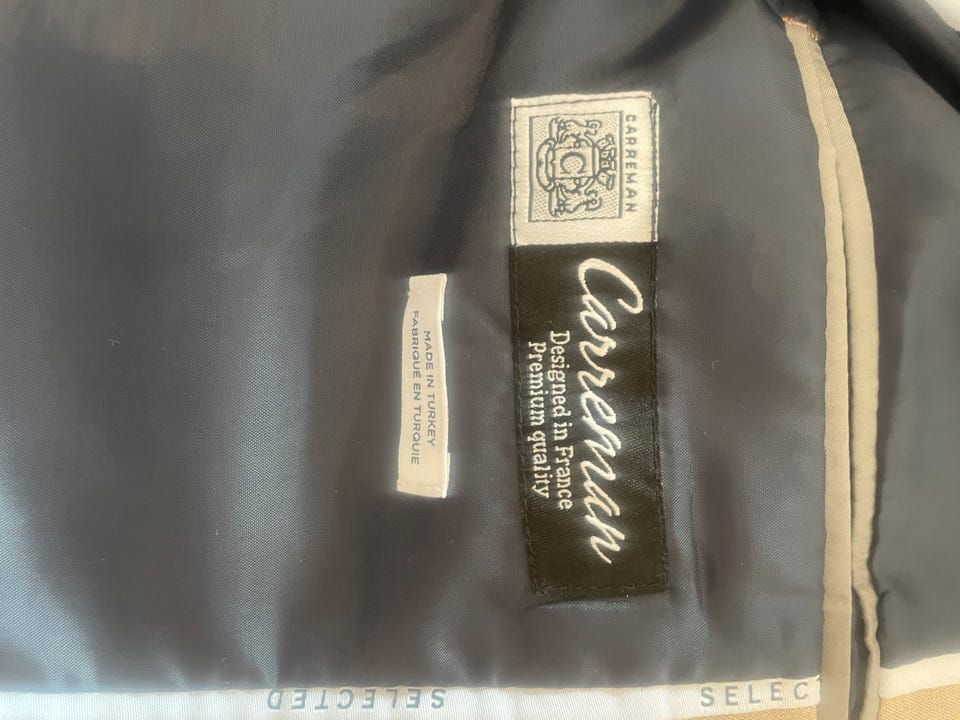 CARREMAN
C
Carreman
Designed in France
Premium quality
MADE IN TURKEY
FABRIQUÉ EN TURQUIE
SELECTED
SELEC